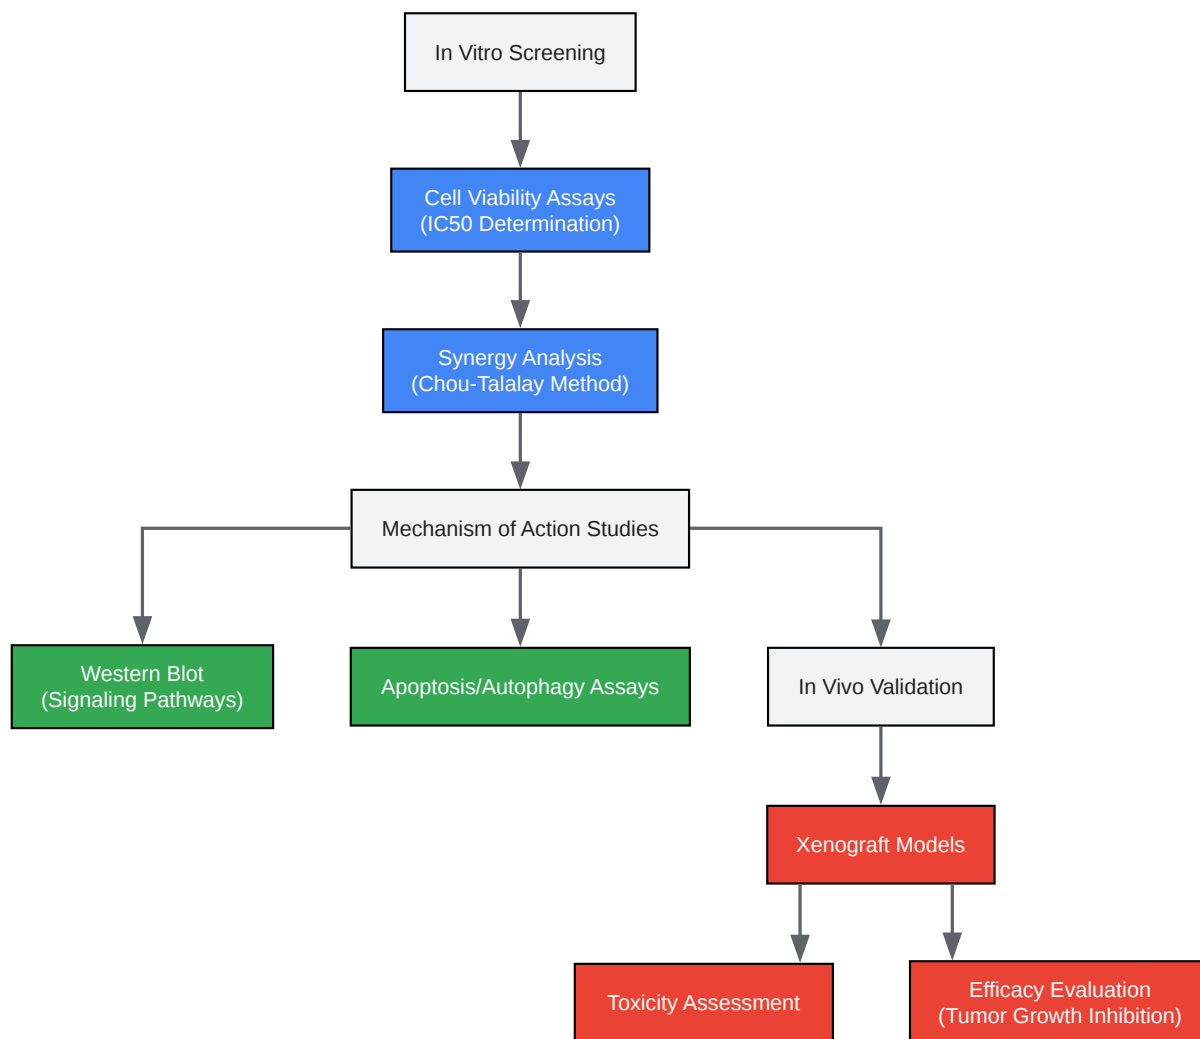 In Vitro Screening
Cell Viability Assays
(IC50 Determination)
Synergy Analysis
(Chou-Talalay Method)
Mechanism of Action Studies
Western Blot
(Signaling Pathways)
Apoptosis/Autophagy Assays
In Vivo Validation
Xenograft Models
Toxicity Assessment
Efficacy Evaluation
(Tumor Growth Inhibition)